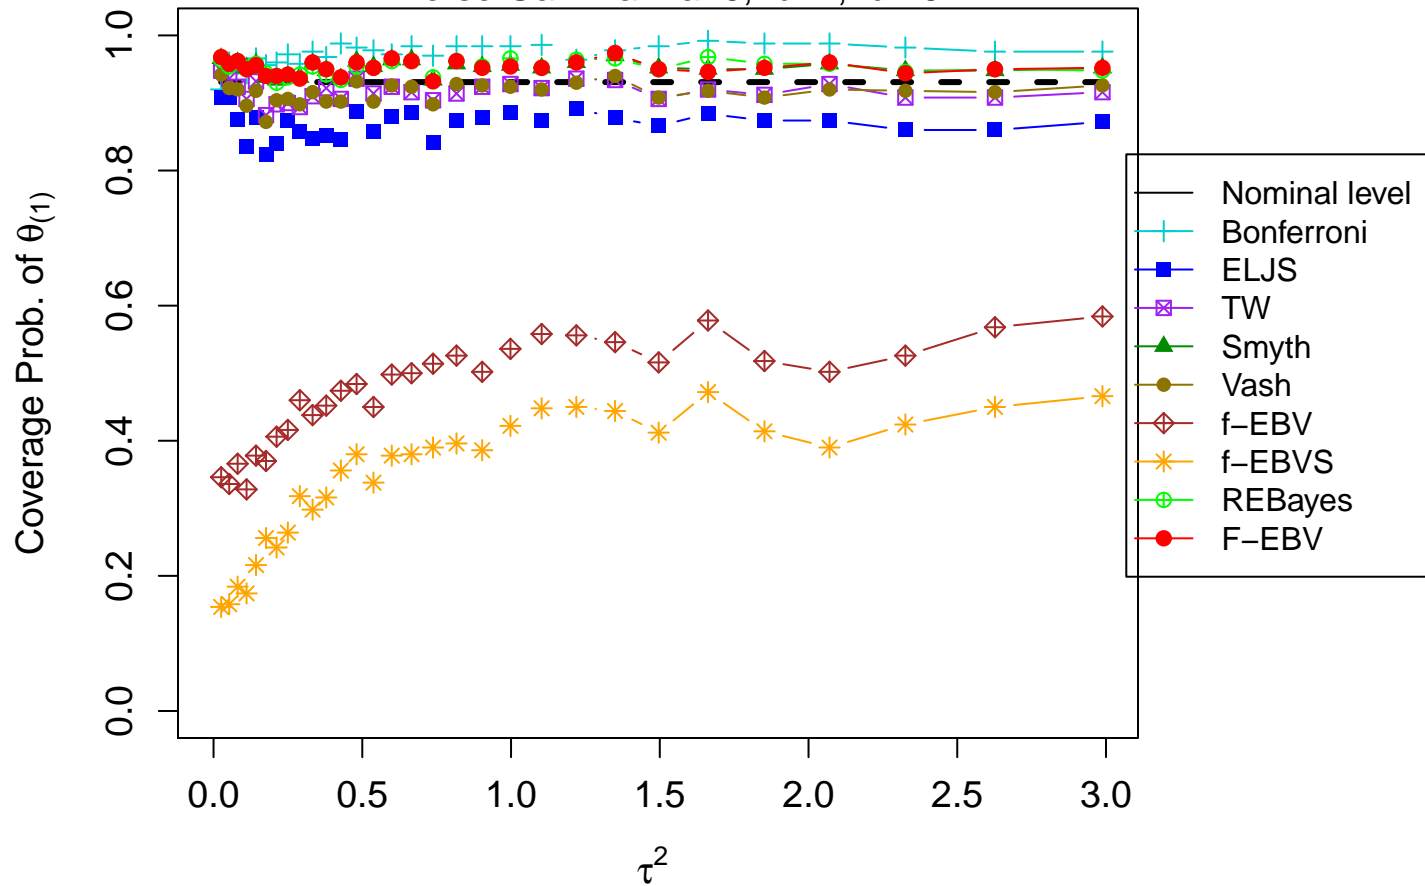 Coverage Prob. of θ(1)
1.0
0.8
0.6
0.4
0.2
0.0
0.0 0.5 1.0 1.5 2.0 2.5 3.0
τ2
Nominal level
Bonferroni
ELJS
TW
Smyth
Vash
f−EBV
f−EBVS
REBayes
F−EBV